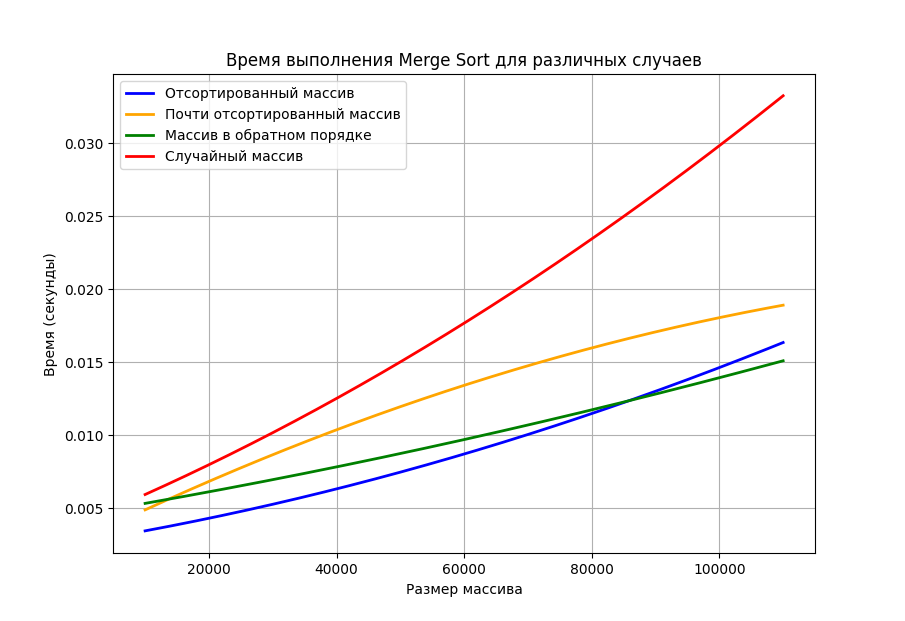 Время выполнения Merge Sort для различных случаев
Отсортированный массив
Почти отсортированный массив
Массив в обратном порядке
Случайный массив
0.030
0.025
0.020
0.015
0.010
0.005
Время (секунды)
20000
40000
60000
80000
100000
Размер массива